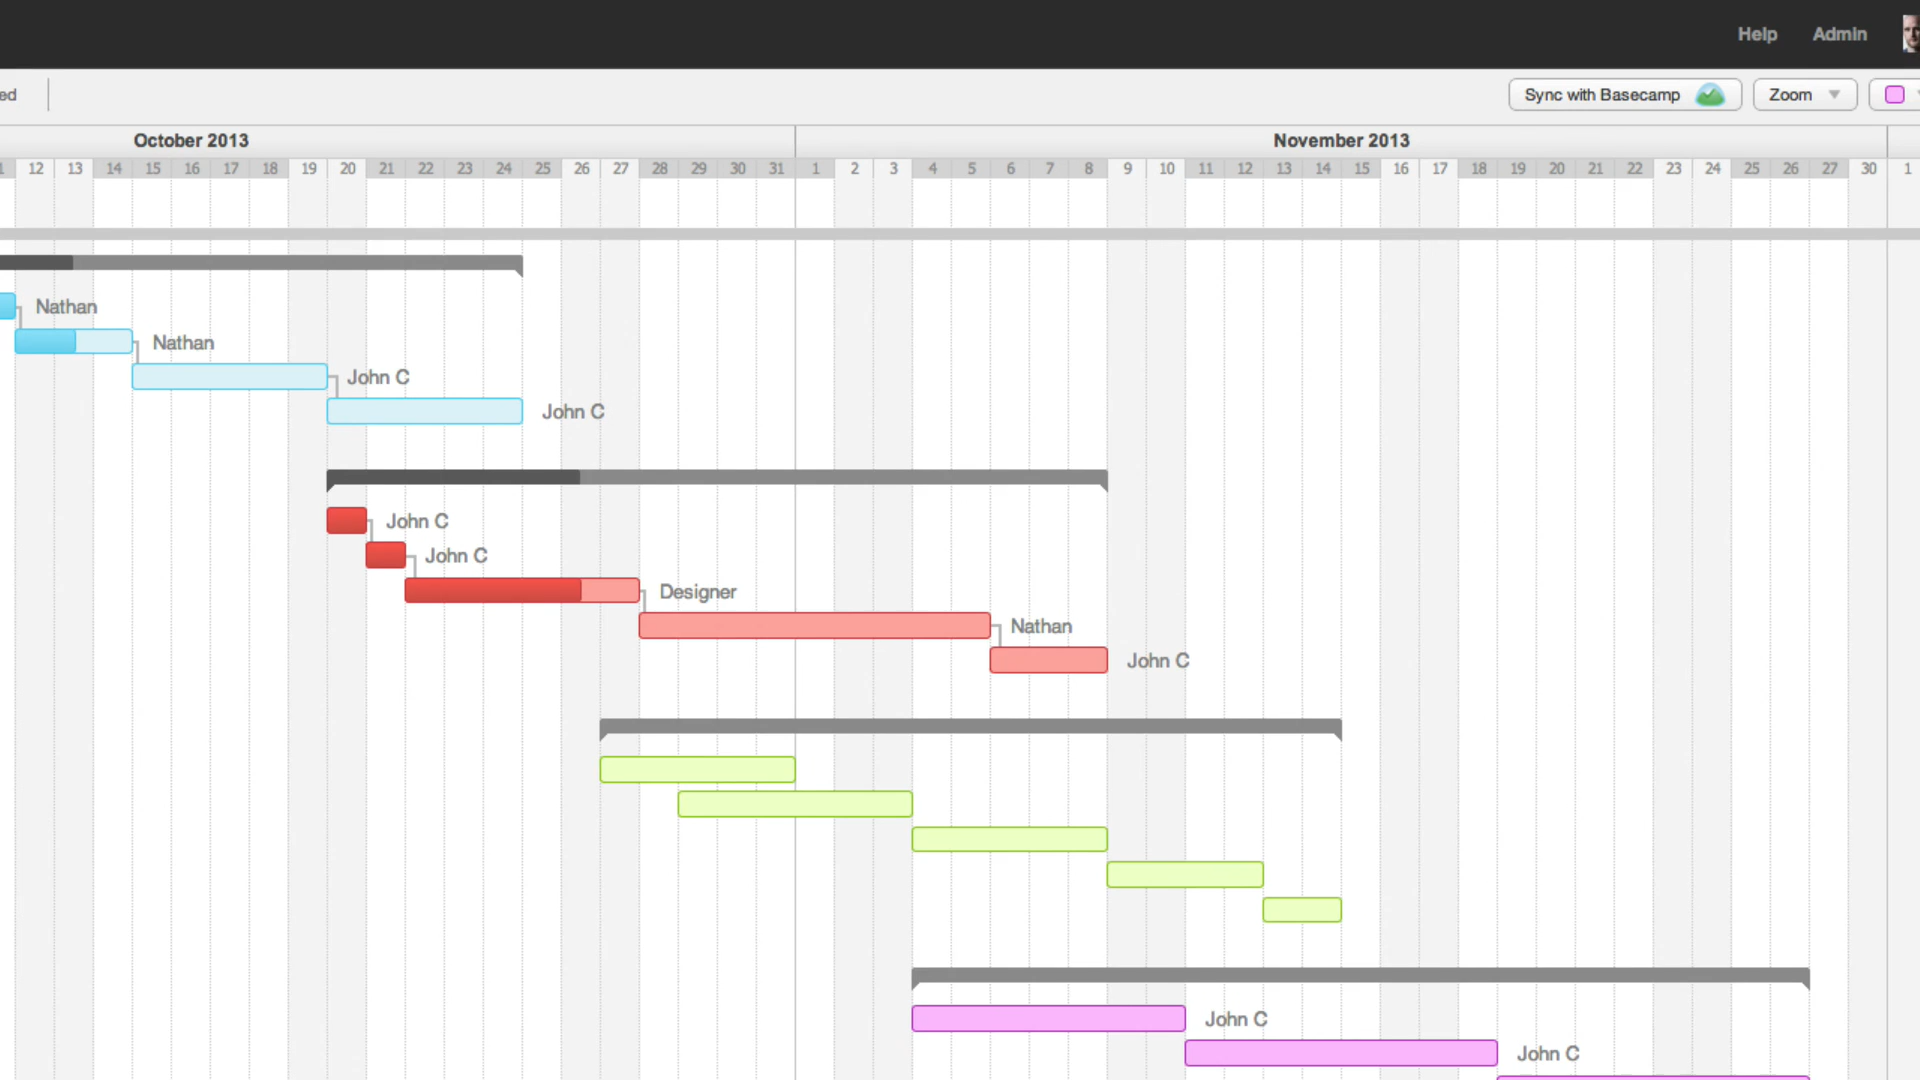 Help Admin
ed
Sync with Basecamp Zoom
October 2013 November 2013
12 13 14 15 16 17 18 19 20 21 22 23 24 25 26 27 28 29 30 31 1 2 3 4 5 6 7 8 9 10 11 12 13 14 15 16 17 18 19 20 21 22 23 24 25 26 27 30 1
Nathan
Nathan
John C
John C
John C
John C
Designer
Nathan
John C
John C
John C